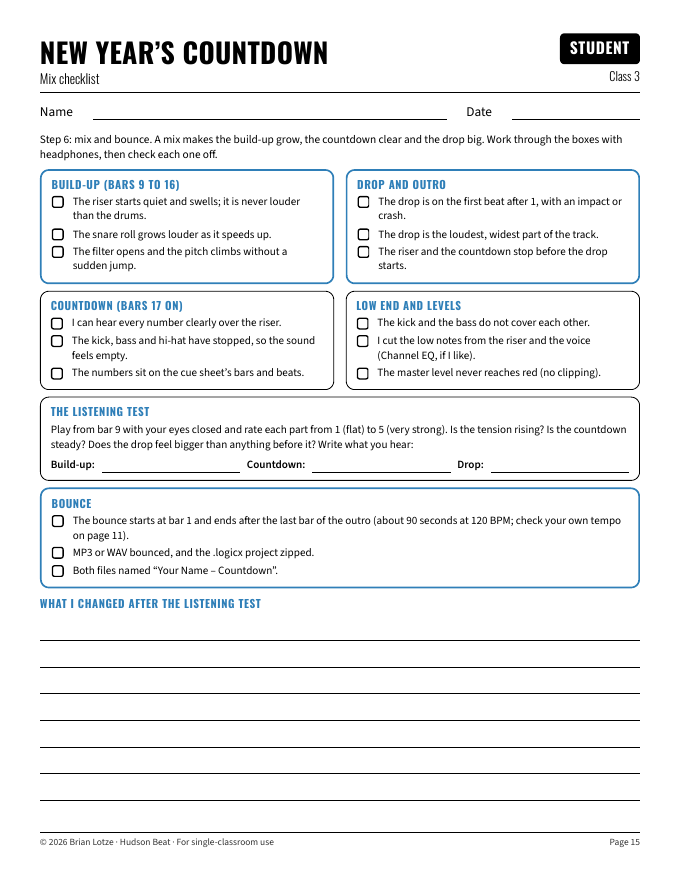 NEW YEAR’S COUNTDOWN
STUDENT
Mix checklist
Class 3
Name
Date
Step 6: mix and bounce. A mix makes the build-up grow, the countdown clear and the drop big. Work through the boxes with
headphones, then check each one off.
BUILD-UP (BARS 9 TO 16)
The riser starts quiet and swells; it is never louder
than the drums.
The snare roll grows louder as it speeds up.
The filter opens and the pitch climbs without a
sudden jump.
DROP AND OUTRO
The drop is on the first beat after 1, with an impact or
crash.
The drop is the loudest, widest part of the track.
The riser and the countdown stop before the drop
starts.
COUNTDOWN (BARS 17 ON)
I can hear every number clearly over the riser.
The kick, bass and hi-hat have stopped, so the sound
feels empty.
The numbers sit on the cue sheet’s bars and beats.
LOW END AND LEVELS
The kick and the bass do not cover each other.
I cut the low notes from the riser and the voice
(Channel EQ, if I like).
The master level never reaches red (no clipping).
THE LISTENING TEST
Play from bar 9 with your eyes closed and rate each part from 1 (flat) to 5 (very strong). Is the tension rising? Is the countdown
steady? Does the drop feel bigger than anything before it? Write what you hear:
Build-up:
Countdown:
Drop:
BOUNCE
The bounce starts at bar 1 and ends after the last bar of the outro (about 90 seconds at 120 BPM; check your own tempo
on page 11).
MP3 or WAV bounced, and the .logicx project zipped.
Both files named “Your Name – Countdown”.
WHAT I CHANGED AFTER THE LISTENING TEST
© 2026 Brian Lotze · Hudson Beat · For single-classroom use
Page 15